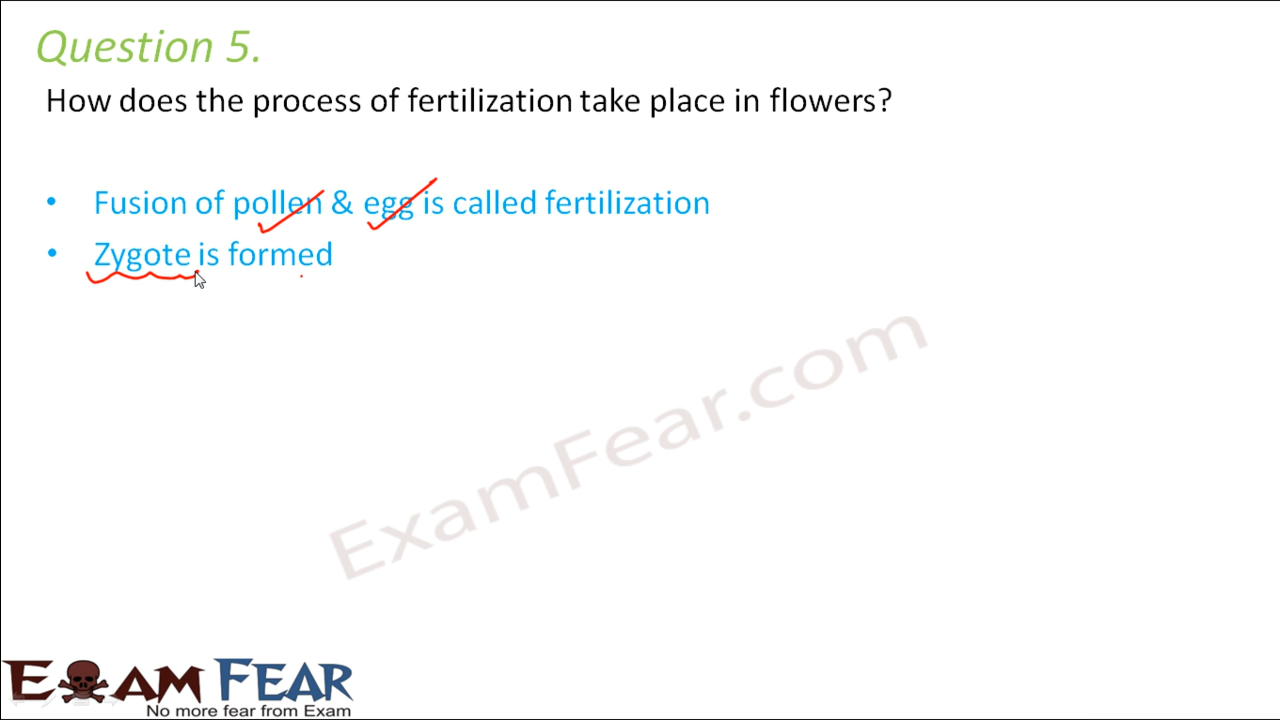 Question 5.
How does the process of fertilization take place in flowers?
• Fusion of pollen & egg is called fertilization
• Zygote is formed
ExamFear.com
EXAM FEAR
No more fear from Exam